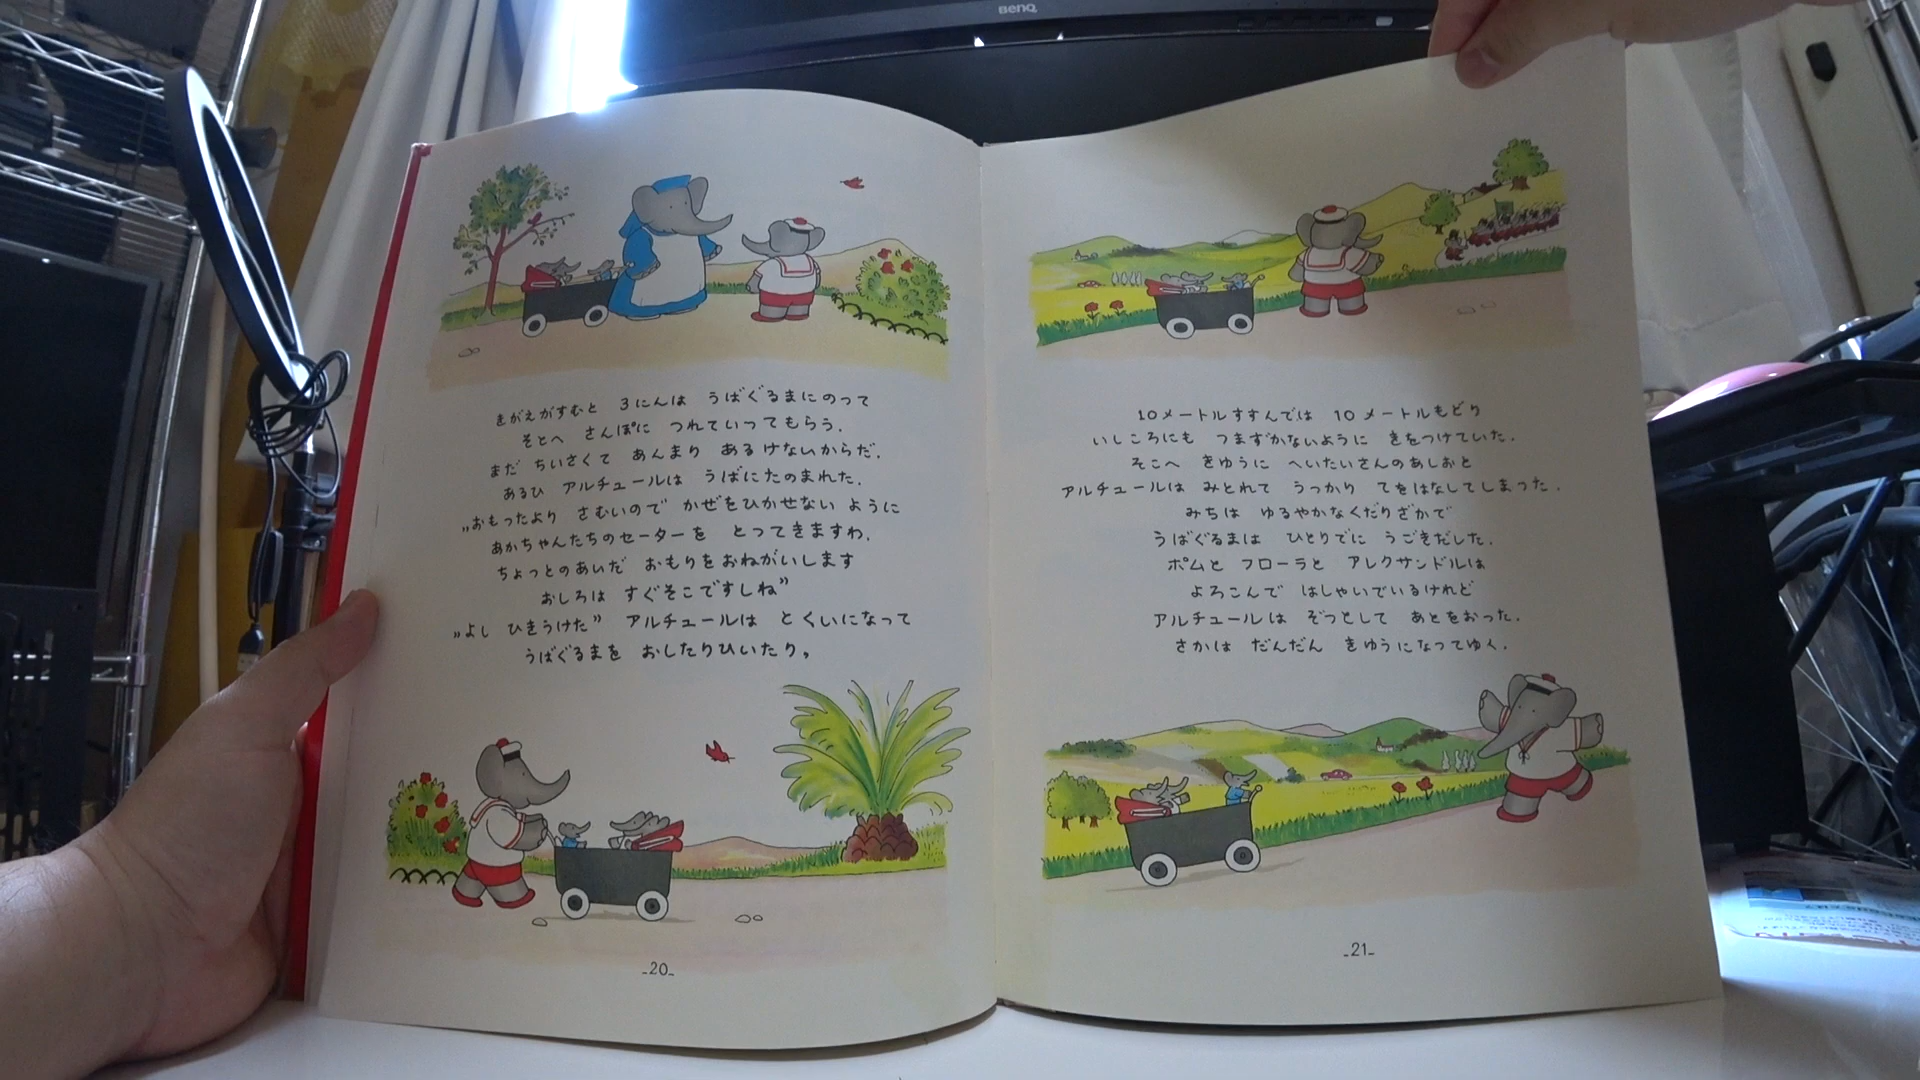 BenQ
きがえがすむと 3にんは うばぐるまにのって
そとへ さんぽに つれていってもらう.
まだ ちいさくて あんまり あるけないからだ.
あるひ アルチュールは うばにたのまれた.
„おもったより さむいので かぜをひかせない ように
あかちゃんたちのセーターを とってきますわ.
ちょっとのあいだ おもりをおねがいします
おしろは すぐそこですしね”
„よし ひきうけた” アルチュールは とくいになって
うばぐるまを おしたりひいたり,
-20-
10メートルすすんでは 10メートルもどり
いしころにも つまずかないように きをつけていた.
そこへ きゆうに へいたいさんのあしおと
アルチュールは みとれて うっかり てをはなしてしまった.
みちは ゆるやかなくだりざかで
うばぐるまは ひとりでに うごきだした.
ポムと フローラと アレクサンドルは
よろこんで はしゃいでいるけれど
アルチュールは ぞっとして あとをおった.
さかは だんだん きゆうになってゆく.
-21-